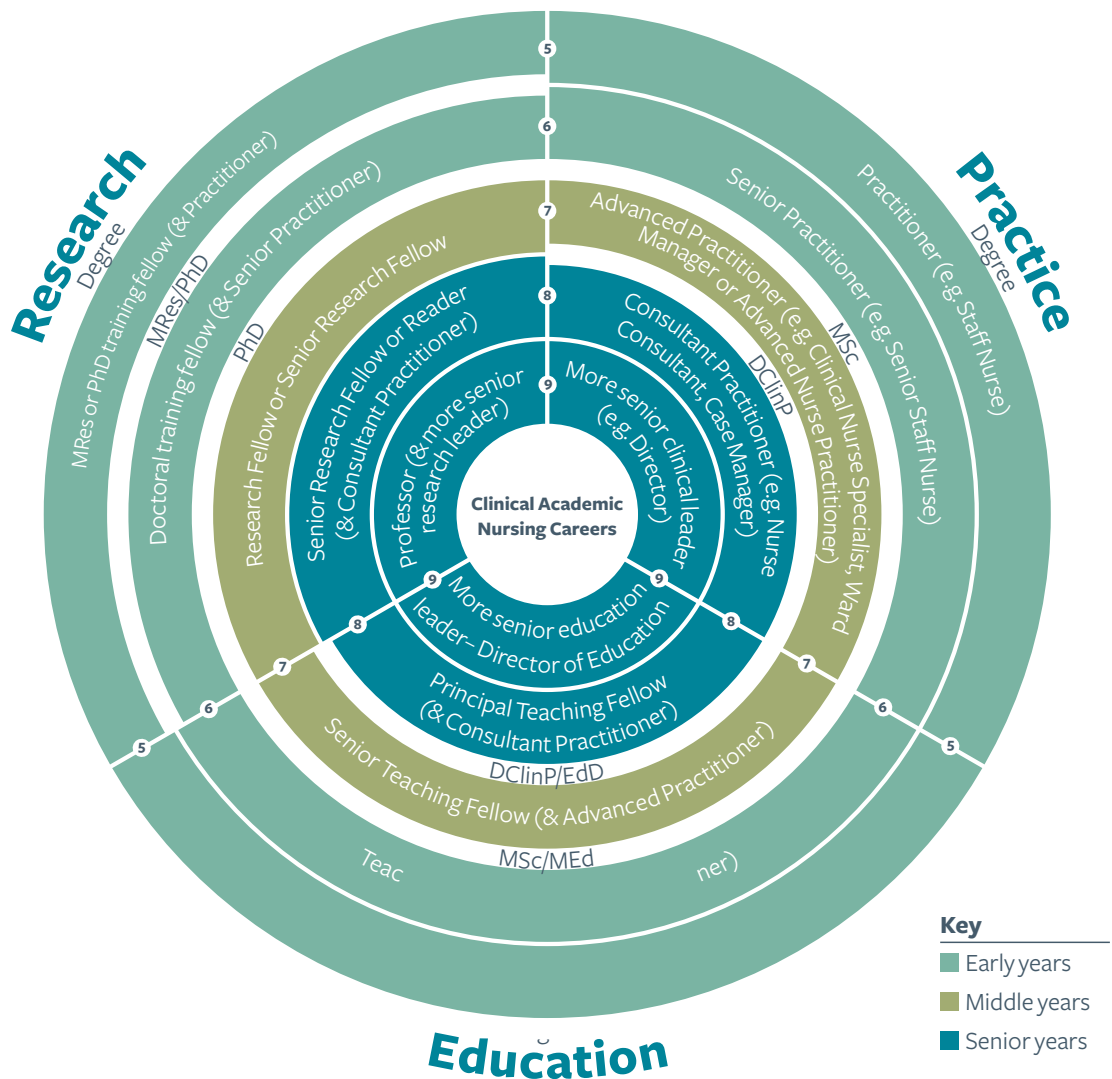 Research
Degree
MRes or PhD training fellow (& Practitioner)
MRes/PhD
Doctoral training fellow (& Senior Practitioner)
PhD
Research Fellow or Senior Research Fellow
Senior Research Fellow or Reader
(& Consultant Practitioner)
Professor (& more senior
research leader)
Practice
Degree
Practitioner (e.g. Staff Nurse)
Senior Practitioner (e.g. Senior Staff Nurse)
MSc
Advanced Practitioner (e.g. Clinical Nurse Specialist, Ward
Manager or Advanced Nurse Practitioner)
DClinP
Consultant Practitioner (e.g. Nurse
Consultant, Case Manager)
More senior clinical leader
(e.g. Director)
5
6
7
8
9
Clinical Academic
Nursing Careers
9
8
7
6
5
9
8
7
6
5
More senior education
leader– Director of Education
Principal Teaching Fellow
(& Consultant Practitioner)
DClinP/EdD
Senior Teaching Fellow (& Advanced Practitioner)
MSc/MEd
Teac
ner)
Education
Key
Early years
Middle years
Senior years